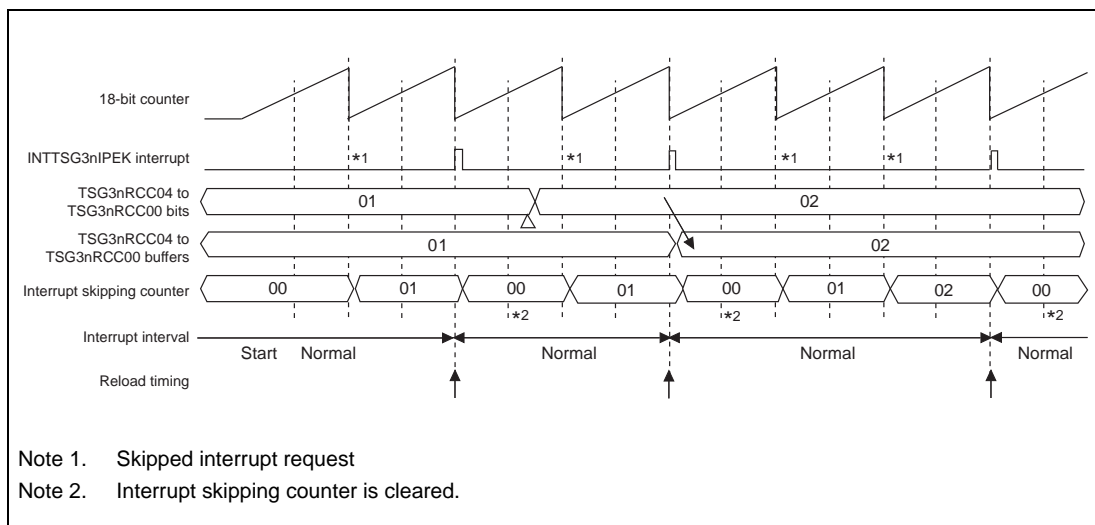 18-bit counter
INTTSG3nIPEK interrupt
*1 *1 *1 *1
TSG3nRCC04 to
TSG3nRCC00 bits
01 02
TSG3nRCC04 to
TSG3nRCC00 buffers
01 02
Interrupt skipping counter
00 01 00 01 00 01 02 00
*2 *2 *2
Interrupt interval
Start Normal Normal Normal Normal
Reload timing
Note 1. Skipped interrupt request
Note 2. Interrupt skipping counter is cleared.